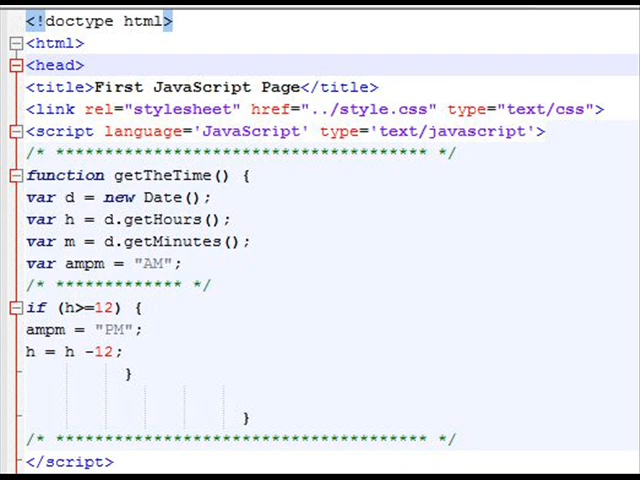 <!doctype html>
<html>
<head>
<title>First JavaScript Page</title>
<link rel="stylesheet" href="../style.css" type="text/css">
<script language='JavaScript' type='text/javascript'>
/* ************************************** */
function getTheTime() {
var d = new Date();
var h = d.getHours();
var m = d.getMinutes();
var ampm = "AM";
/* ************* */
if (h>=12) {
ampm = "PM";
h = h -12;
}
}
/* ************************************** */
</script>